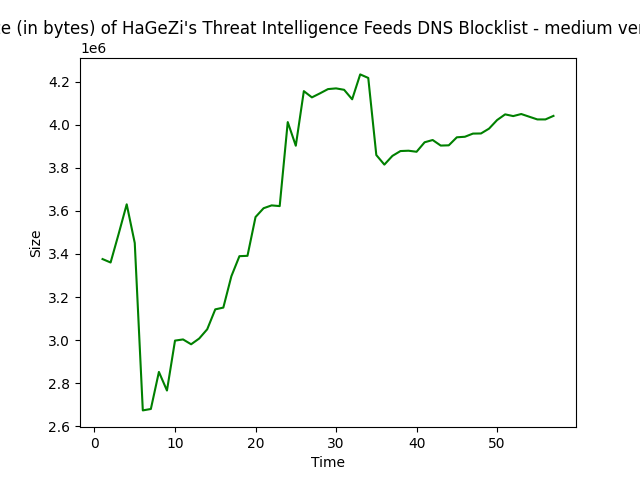 e (in bytes) of HaGeZi's Threat Intelligence Feeds DNS Blocklist - medium ver
1e6
4.2
4.0
3.8
3.6
3.4
3.2
3.0
2.8
2.6
Size
0 10 20 30 40 50
Time